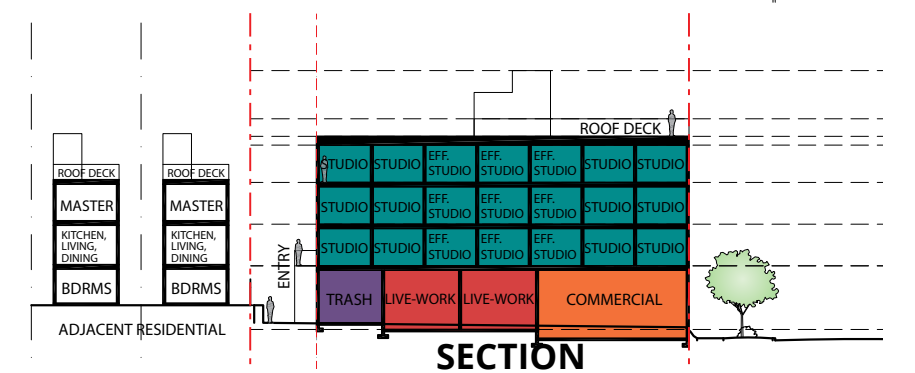 ROOF DECK
ROOF DECK ROOF DECK
TUDIO STUDIO EFF. STUDIO EFF. STUDIO EFF. STUDIO STUDIO STUDIO
MASTER MASTER
STUDIO STUDIO EFF. STUDIO EFF. STUDIO EFF. STUDIO STUDIO STUDIO
KITCHEN, LIVING, DINING KITCHEN, LIVING, DINING
STUDIO STUDIO EFF. STUDIO EFF. STUDIO EFF. STUDIO STUDIO STUDIO
ENTRY
BDRMS BDRMS
TRASH LIVE-WORK LIVE-WORK COMMERCIAL
ADJACENT RESIDENTIAL
SECTION